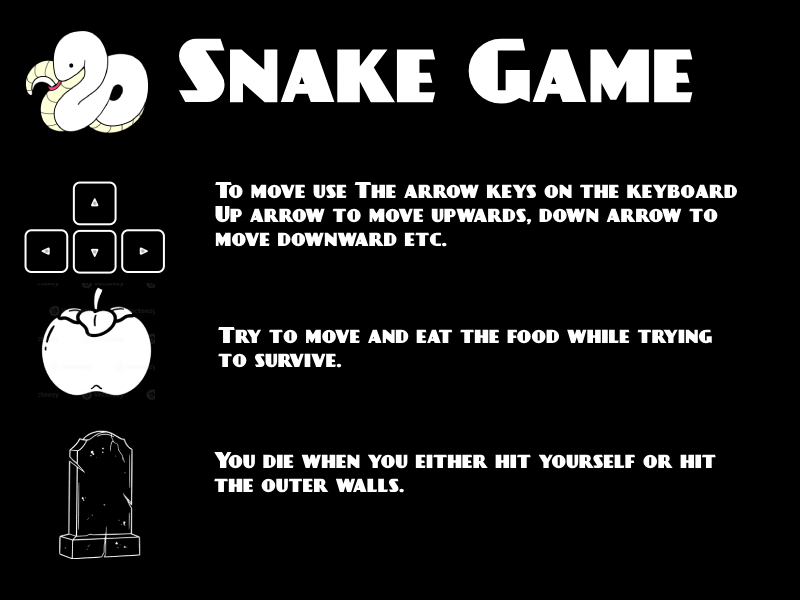 Snake Game
To move use The arrow keys on the keyboard
Up arrow to move upwards, down arrow to
move downward etc.
Try to move and eat the food while trying
to survive.
You die when you either hit yourself or hit
the outer walls.